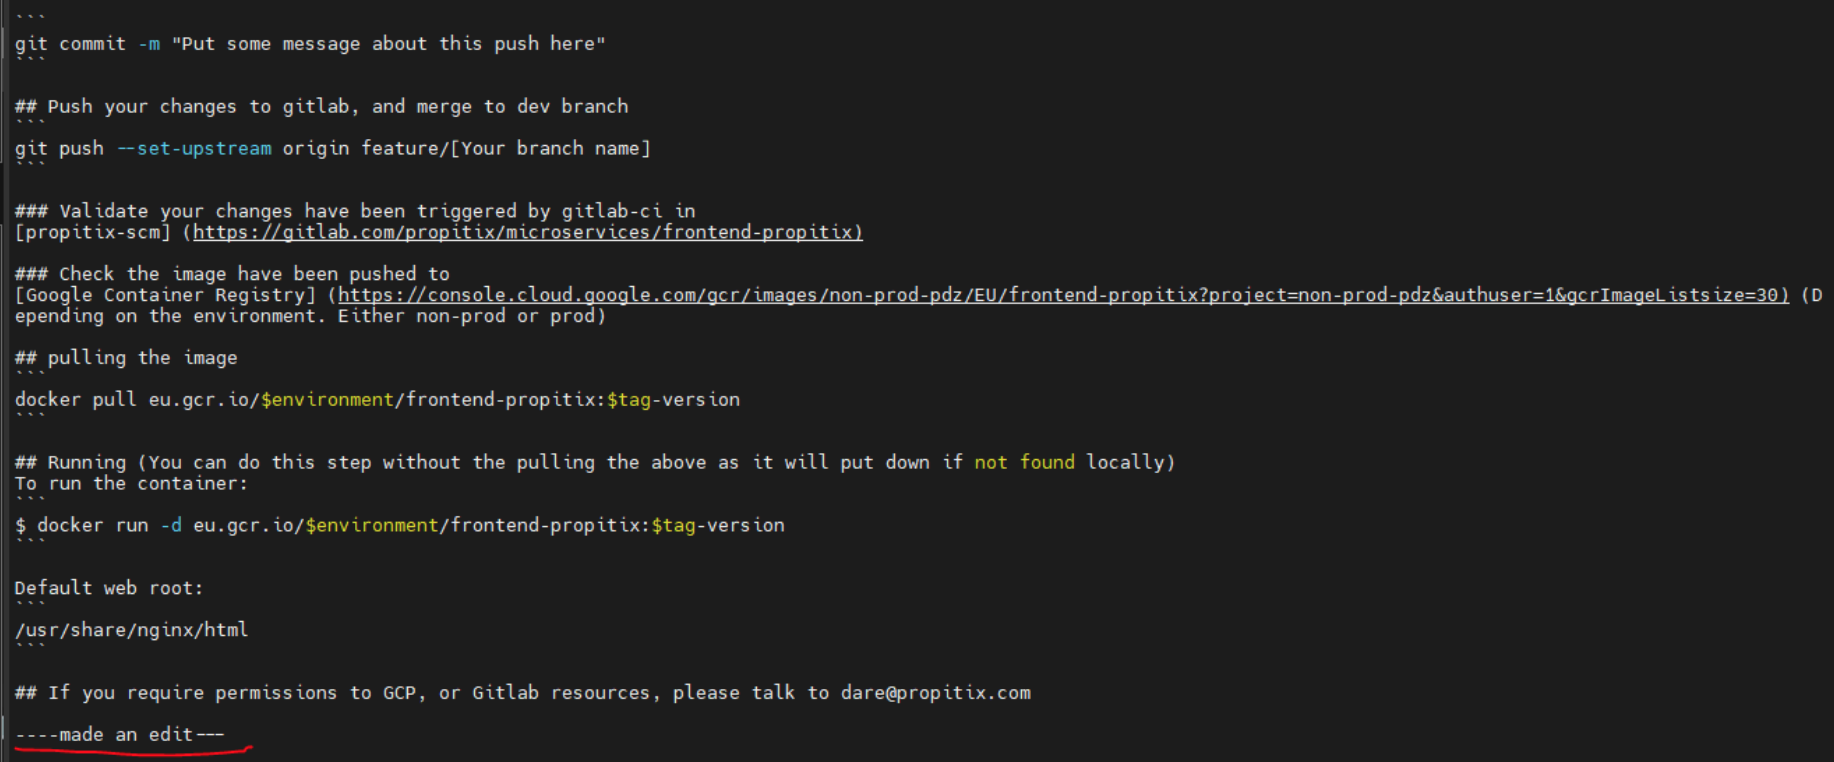 ```
git commit -m "Put some message about this push here"
```
## Push your changes to gitlab, and merge to dev branch
```
git push --set-upstream origin feature/[Your branch name]
```
### Validate your changes have been triggered by gitlab-ci in
[propitix-scm] (https://gitlab.com/propitix/microservices/frontend-propitix)
### Check the image have been pushed to
[Google Container Registry] (https://console.cloud.google.com/gcr/images/non-prod-pdz/EU/frontend-propitix?project=non-prod-pdz&authuser=1&gcrImageListsize=30) (D
epending on the environment. Either non-prod or prod)
## pulling the image
```
docker pull eu.gcr.io/$environment/frontend-propitix:$tag-version
```
## Running (You can do this step without the pulling the above as it will put down if not found locally)
To run the container:
```
$ docker run -d eu.gcr.io/$environment/frontend-propitix:$tag-version
```
Default web root:
```
/usr/share/nginx/html
```
## If you require permissions to GCP, or Gitlab resources, please talk to dare@propitix.com
----made an edit---